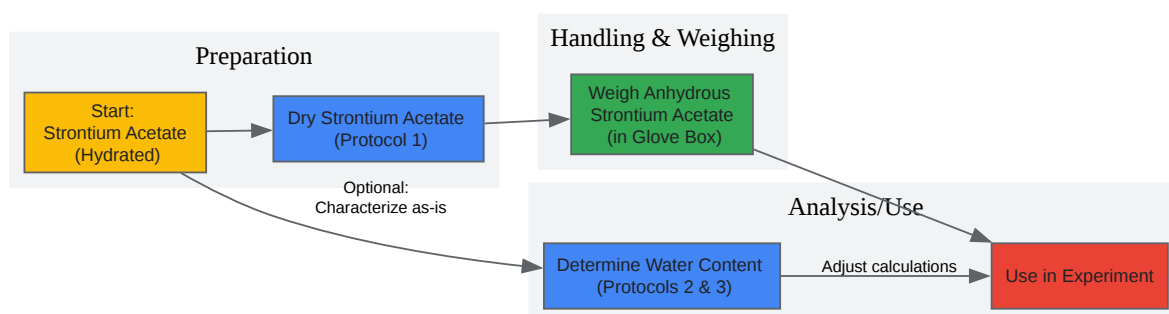 Preparation
Start:
Strontium Acetate
(Hydrated)
Dry Strontium Acetate
(Protocol 1)
Handling & Weighing
Weigh Anhydrous
Strontium Acetate
(in Glove Box)
Optional:
Characterize as-is
Analysis/Use
Determine Water Content
(Protocols 2 & 3)
Adjust calculations
Use in Experiment